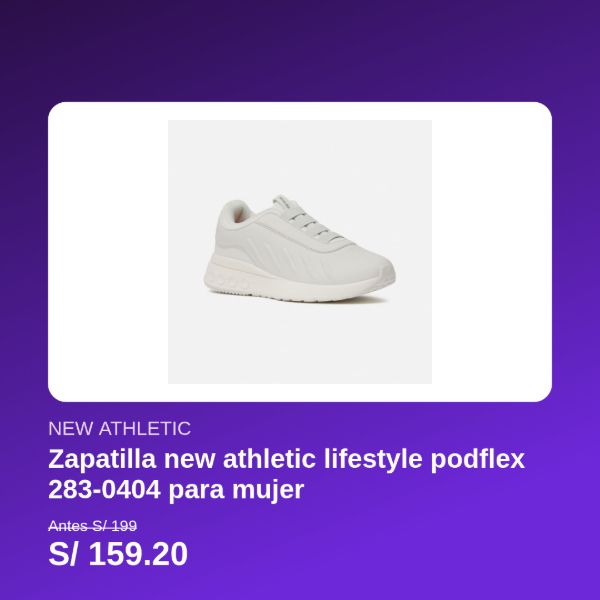 NEW ATHLETIC
Zapatilla new athletic lifestyle podflex
283-0404 para mujer
Antes S/ 199
S/ 159.20